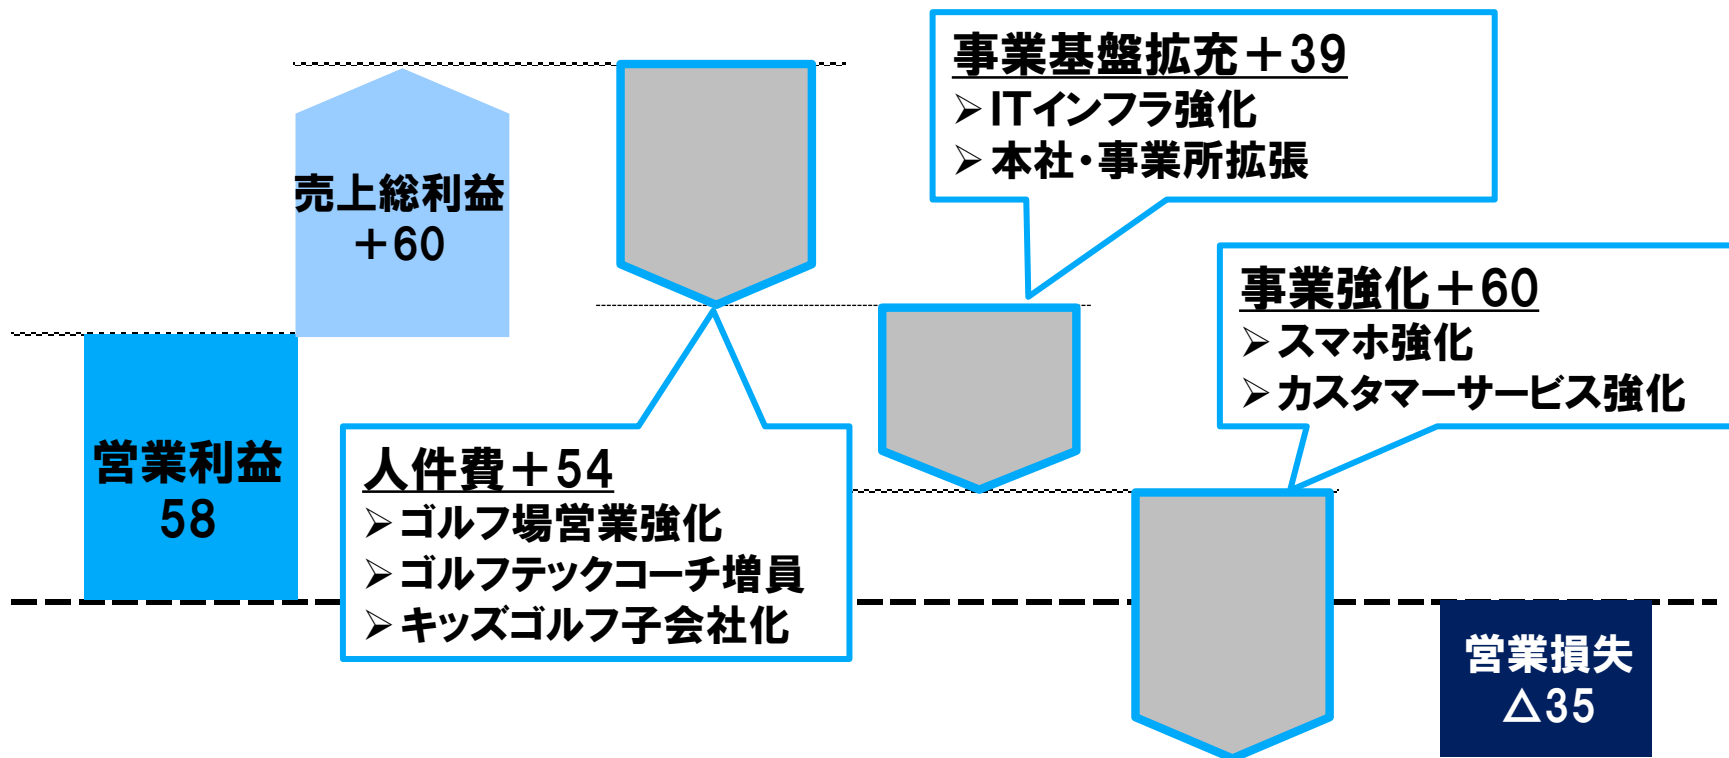 営業利益
58
売上総利益
＋60
人件費＋54
➢ゴルフ場営業強化
➢ゴルフテックコーチ増員
➢キッズゴルフ子会社化
事業基盤拡充＋39
➢ITインフラ強化
➢本社・事業所拡張
事業強化＋60
➢スマホ強化
➢カスタマーサービス強化
営業損失
△35